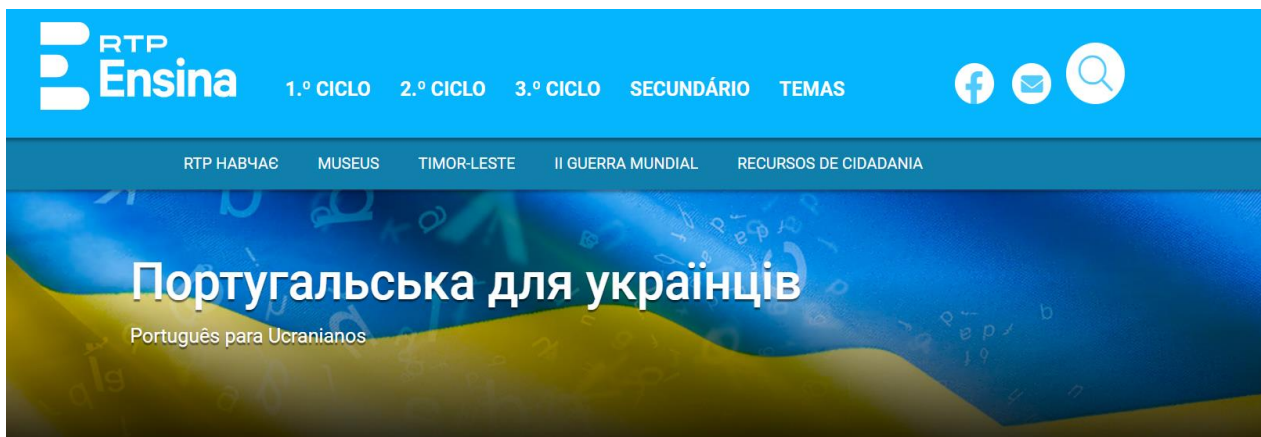 RTP
Ensina
1.º CICLO 2.º CICLO 3.º CICLO SECUNDÁRIO TEMAS
RTP НАВЧАЄ MUSEUS TIMOR-LESTE II GUERRA MUNDIAL RECURSOS DE CIDADANIA
Португальська для українців
Português para Ucranianos